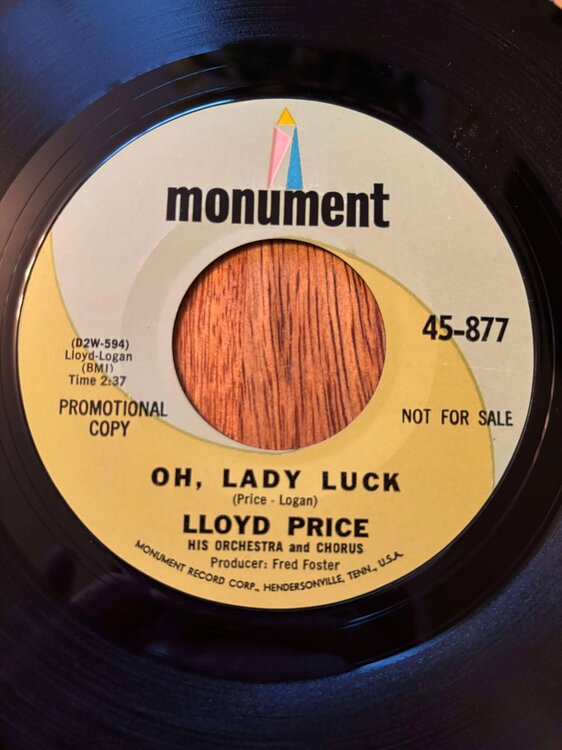 monument
45-877
(D2W-594)
Lloyd-Logan
(BMI)
Time 2:37
PROMOTIONAL
COPY
NOT FOR SALE
OH, LADY LUCK
(Price - Logan)
LLOYD PRICE
HIS ORCHESTRA and CHORUS
Producer: Fred Foster
MONUMENT RECORD CORP., HENDERSONVILLE, TENN., U.S.A.